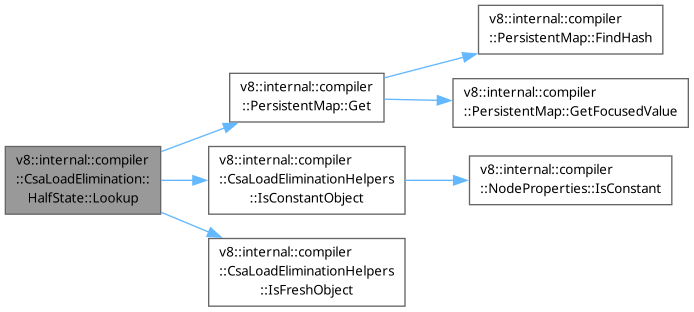 v8::internal::compiler
::CsaLoadElimination::
HalfState::Lookup
v8::internal::compiler
::PersistentMap::Get
v8::internal::compiler
::PersistentMap::FindHash
v8::internal::compiler
::PersistentMap::GetFocusedValue
v8::internal::compiler
::CsaLoadEliminationHelpers
::IsConstantObject
v8::internal::compiler
::NodeProperties::IsConstant
v8::internal::compiler
::CsaLoadEliminationHelpers
::IsFreshObject